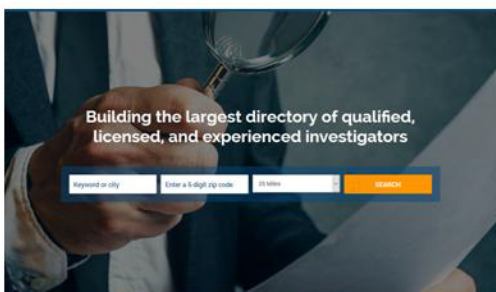 Building the largest directory of qualified,
licensed, and experienced investigators
Keyword or city
Enter a 5 digit zip code
25 Miles
SEARCH